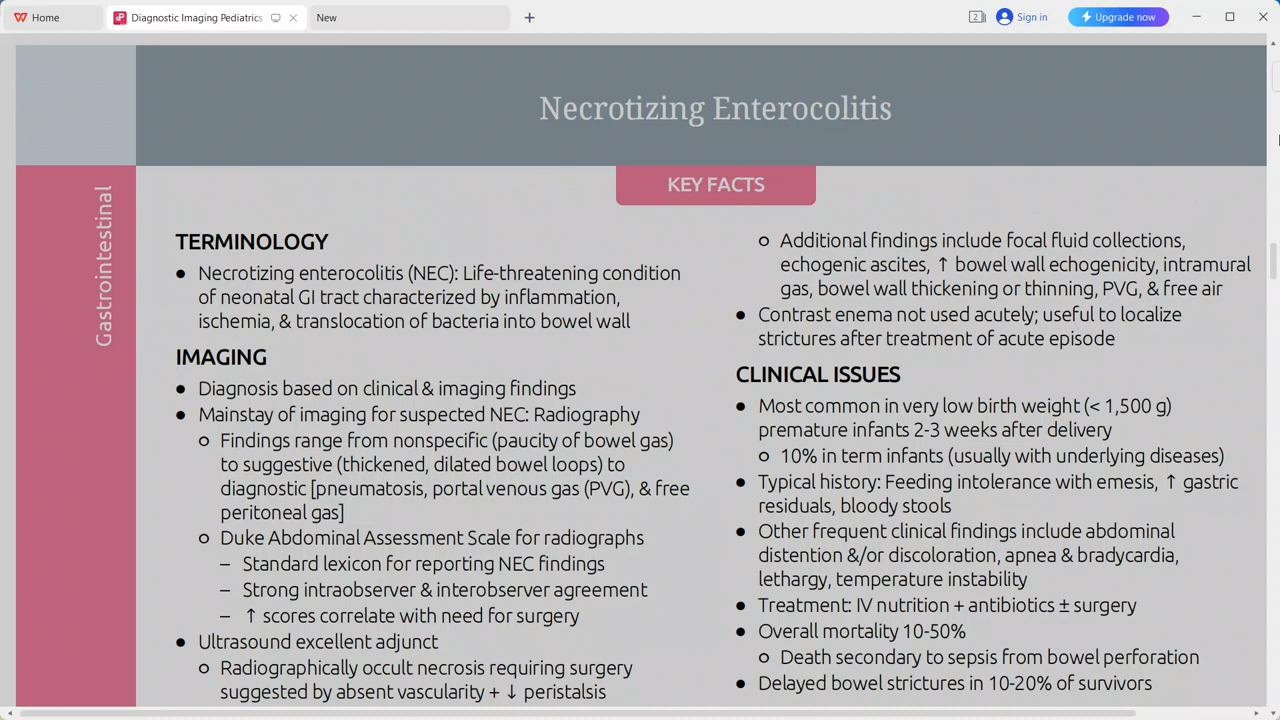 Home
Diagnostic Imaging Pediatrics
New
2
Sign in
Upgrade now
Necrotizing Enterocolitis
Gastrointestinal
KEY FACTS
TERMINOLOGY
● Necrotizing enterocolitis (NEC): Life-threatening condition
of neonatal GI tract characterized by inflammation,
ischemia, & translocation of bacteria into bowel wall
IMAGING
● Diagnosis based on clinical & imaging findings
● Mainstay of imaging for suspected NEC: Radiography
○ Findings range from nonspecific (paucity of bowel gas)
to suggestive (thickened, dilated bowel loops) to
diagnostic [pneumatosis, portal venous gas (PVG), & free
peritoneal gas]
○ Duke Abdominal Assessment Scale for radiographs
– Standard lexicon for reporting NEC findings
– Strong intraobserver & interobserver agreement
– ↑ scores correlate with need for surgery
● Ultrasound excellent adjunct
○ Radiographically occult necrosis requiring surgery
suggested by absent vascularity + ↓ peristalsis
○ Additional findings include focal fluid collections,
echogenic ascites, ↑ bowel wall echogenicity, intramural
gas, bowel wall thickening or thinning, PVG, & free air
● Contrast enema not used acutely; useful to localize
strictures after treatment of acute episode
CLINICAL ISSUES
● Most common in very low birth weight (< 1,500 g)
premature infants 2-3 weeks after delivery
○ 10% in term infants (usually with underlying diseases)
● Typical history: Feeding intolerance with emesis, ↑ gastric
residuals, bloody stools
● Other frequent clinical findings include abdominal
distention &/or discoloration, apnea & bradycardia,
lethargy, temperature instability
● Treatment: IV nutrition + antibiotics ± surgery
● Overall mortality 10-50%
○ Death secondary to sepsis from bowel perforation
● Delayed bowel strictures in 10-20% of survivors